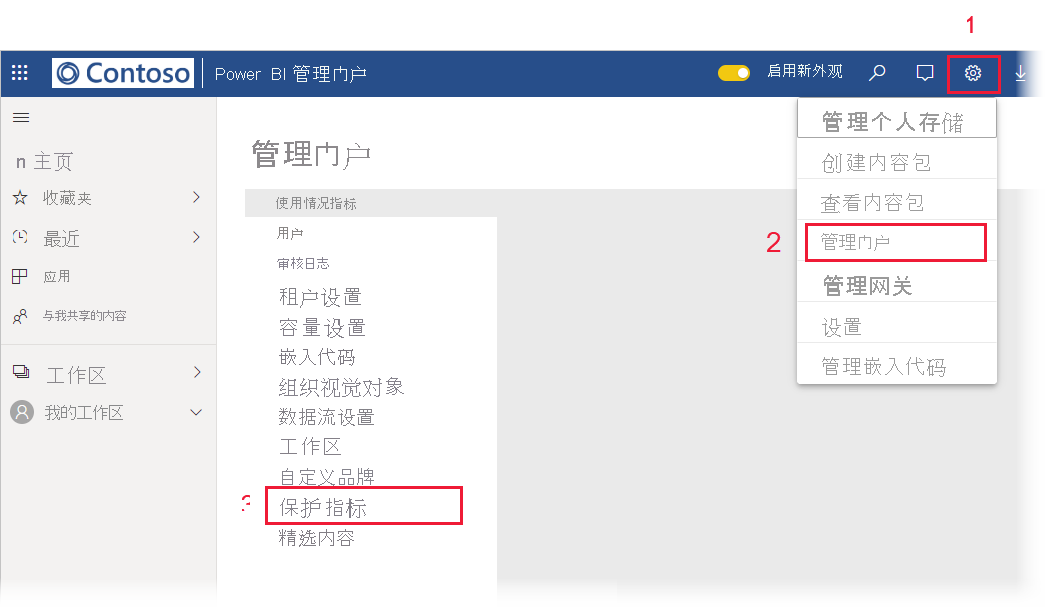 1
Contoso
Power BI 管理门户
启用新外观
管理个人存储
创建内容包
查看内容包
2
管理门户
管理网关
设置
管理嵌入代码
n 主页
收藏夹
最近
应用
与我共享的内容
工作区
我的工作区
管理门户
使用情况指标
用户
审核日志
租户设置
容量设置
嵌入代码
组织视觉对象
数据流设置
工作区
自定义品牌
3
保护指标
精选内容